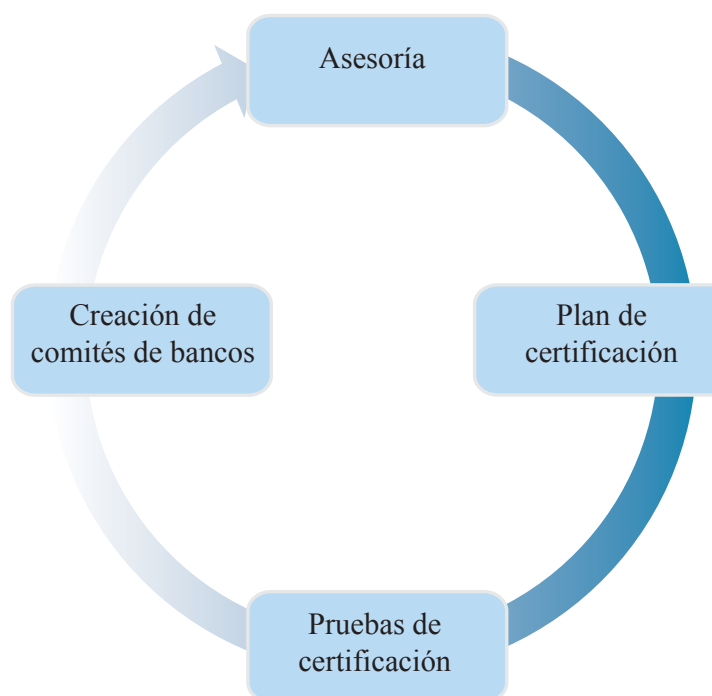 Asesoría
Plan de
certificación
Pruebas de
certificación
Creación de
comités de bancos